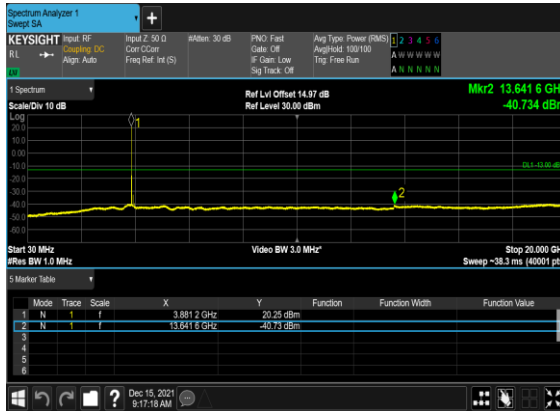 Spectrum Analyzer 1
Swept SA
+
KEYSIGHT Input: RF Input Z: 50 Ω #Atten: 30 dB PNO: Fast Avg Type: Power (RMS) 1 2 3 4 5 6
RL Coupling: DC Corr CCorr Gate: Off Avg|Hold: 100/100 A W W W W W
Align: Auto Freq Ref: Int (S) IF Gain: Low Trig: Free Run
LXI Sig Track: Off A N N N N N
1 Spectrum Ref Lvl Offset 14.97 dB Mkr2 13.641 6 GHz
Scale/Div 10 dB Ref Level 30.00 dBm -40.734 dBm
Log
20.0
10.0
0.00
-10.0
-20.0
-30.0
-40.0
-50.0
-60.0
1
DL1 -13.00 dB
2
Start 30 MHz Video BW 3.0 MHz* Stop 20.000 GH
#Res BW 1.0 MHz Sweep ~38.3 ms (40001 pts
5 Marker Table
Mode Trace Scale X Y Function Function Width Function Value
1 N 1 f 3.881 2 GHz 20.25 dBm
2 N 1 f 13.641 6 GHz -40.73 dBm
3
4
5
6
? Dec 15, 2021
9:17:18 AM